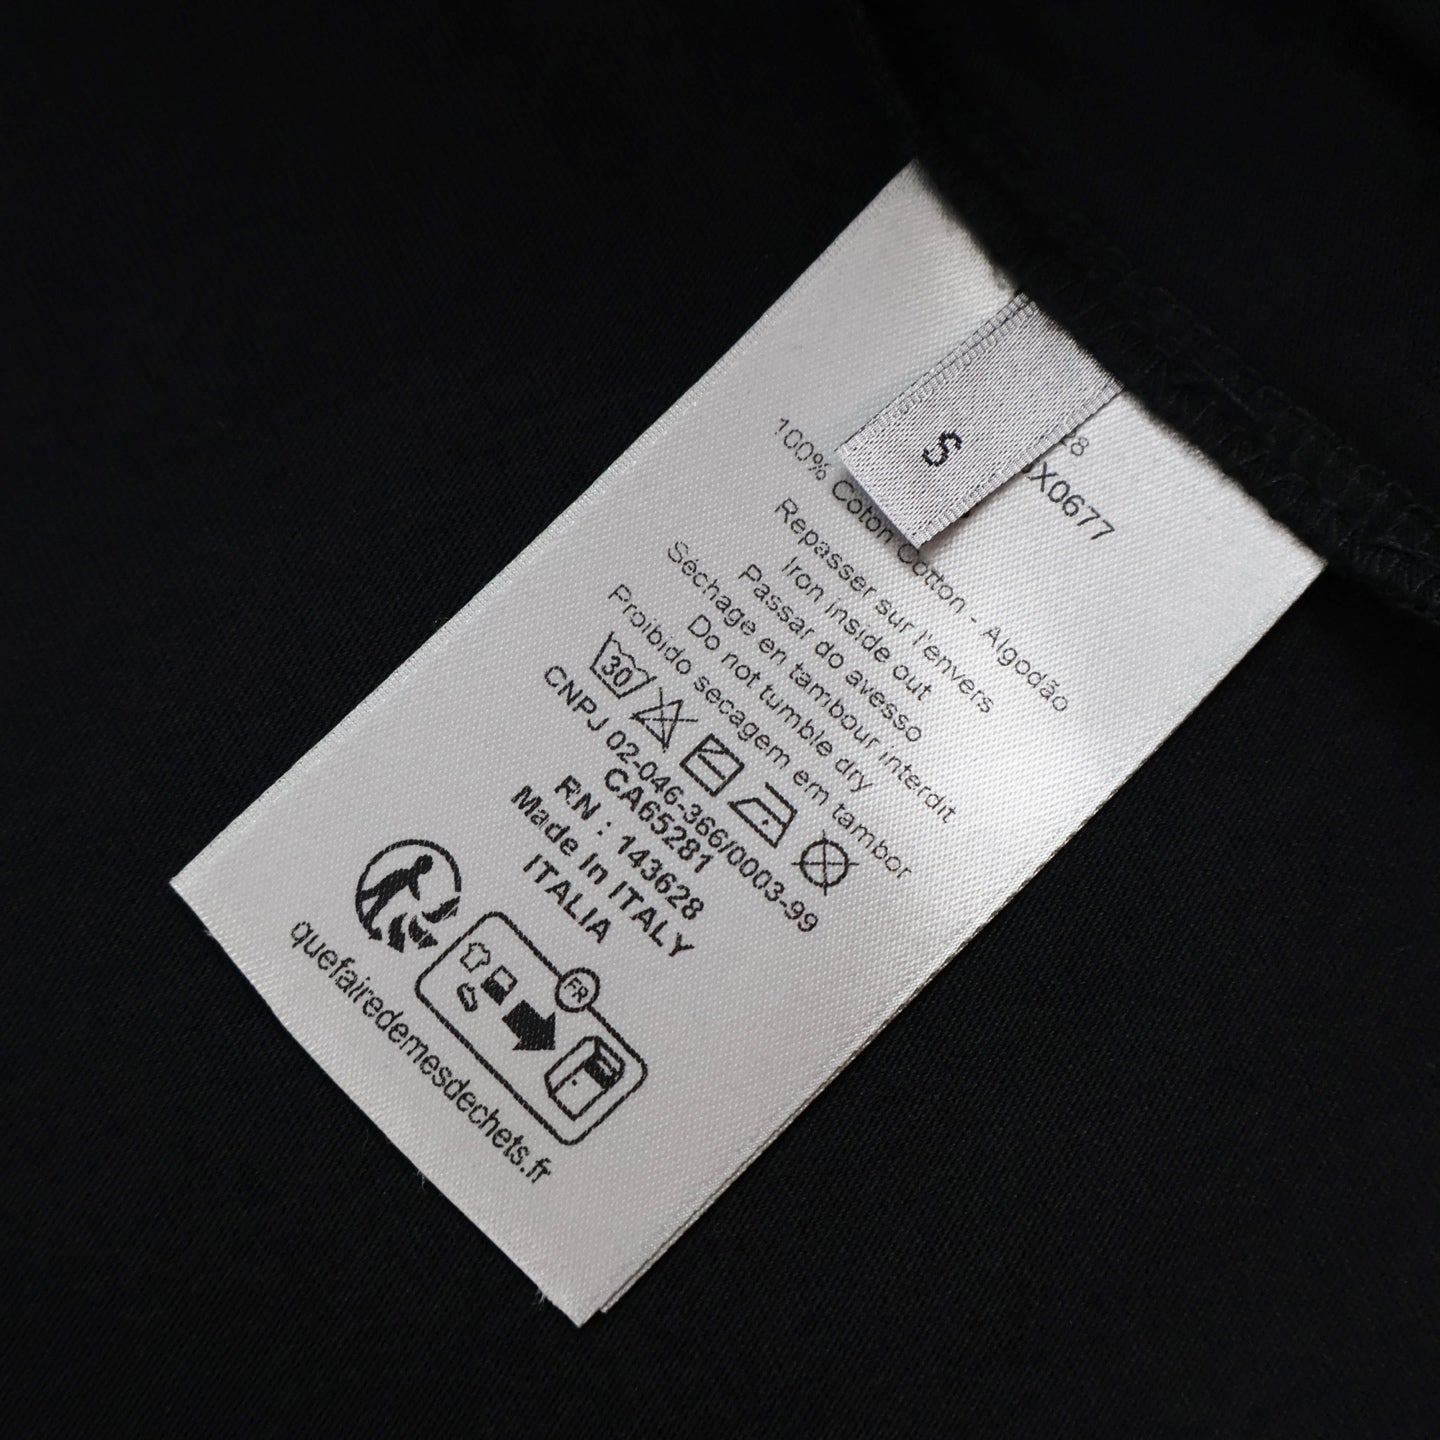 S
28
X0677
100% Coton Cotton - Algodão
Repasser sur l'envers
Iron inside out
Passar do avesso
Séchage en tambour interdit
Do not tumble dry
Proibido secagem em tambor
30
CNPJ 02-046-366/0003-99
CA65281
RN : 143628
Made In ITALY
ITALIA
FR
quefairedemesdechets.fr